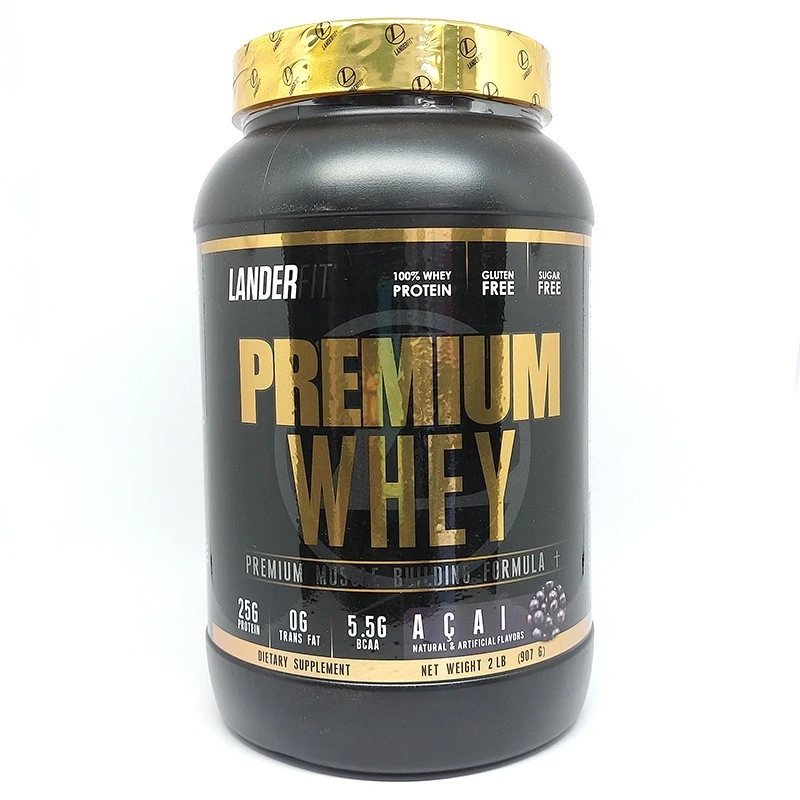 LANDERFIT
100% WHEY
PROTEIN
GLUTEN
FREE
SUGAR
FREE
PREMIUM
WHEY
PREMIUM MUSCLE BUILDING FORMULA †
25G
PROTEIN
0G
TRANS FAT
5.5G
BCAA
AÇAI
NATURAL & ARTIFICIAL FLAVORS
DIETARY SUPPLEMENT
NET WEIGHT 2 LB (907 G)